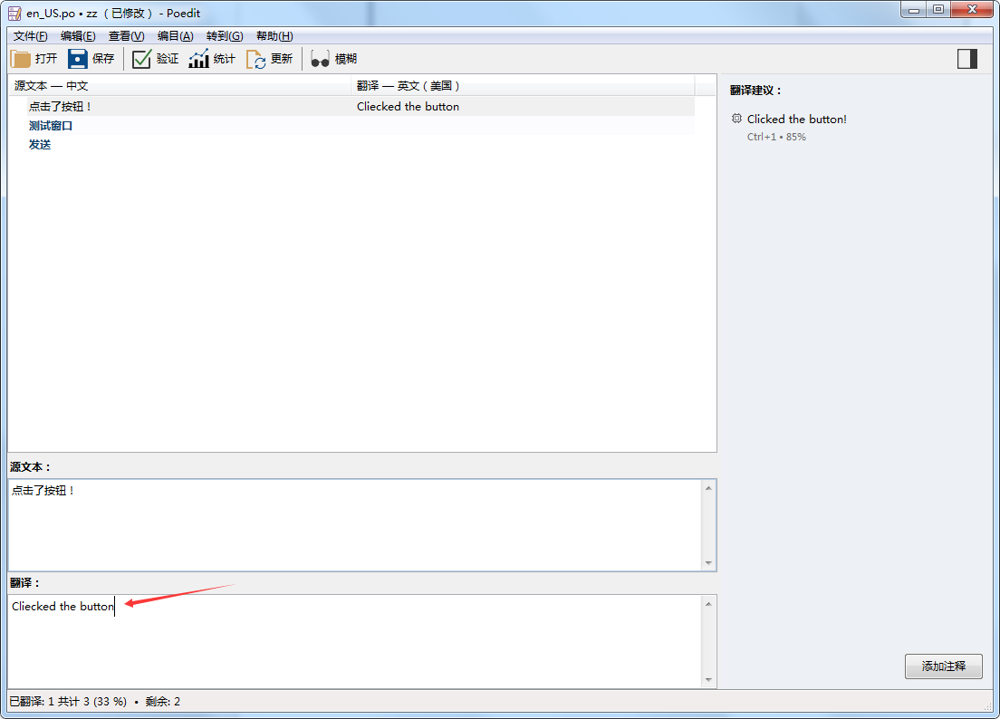 en_US.po • zz （已修改） - Poedit
文件(F) 编辑(E) 查看(V) 编目(A) 转到(G) 帮助(H)
打开 保存 验证 统计 更新 模糊
源文本 — 中文 翻译 — 英文（美国）
点击了按钮！ Cliecked the button
测试窗口
发送
翻译建议：
Clicked the button!
Ctrl+1 • 85%
源文本：
点击了按钮！
翻译：
Cliecked the button
添加注释
已翻译: 1 共计 3 (33 %) • 剩余: 2